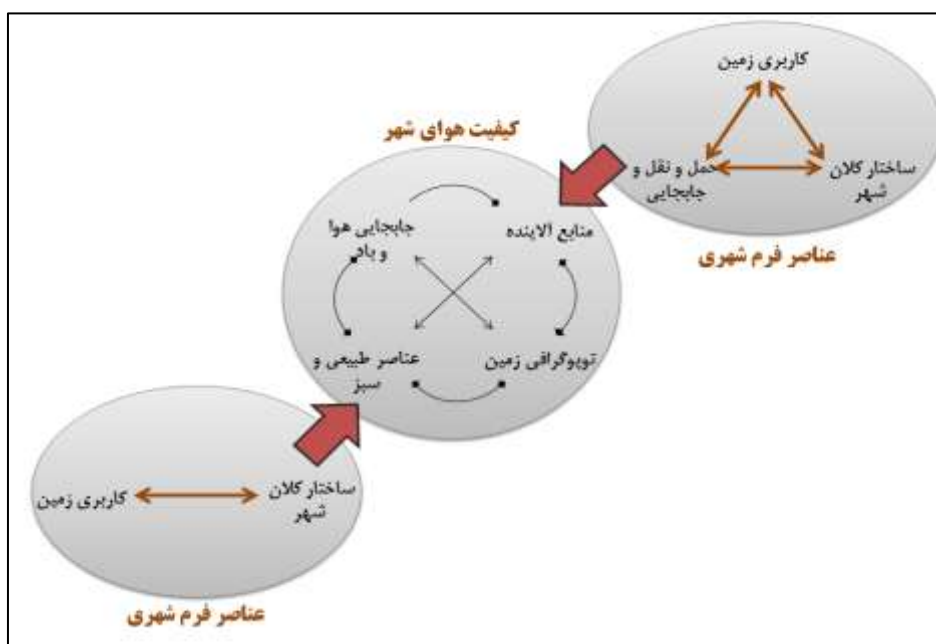 کاربری زمین
حمل و نقل و
جابجایی
ساختار کلان
شهر
عناصر فرم شهری
کیفیت هوای شهر
منابع آلاینده
جابجایی هوا
و باد
توپوگرافی زمین
عناصر طبیعی و
سبز
ساختار کلان
شهر
کاربری زمین
عناصر فرم شهری